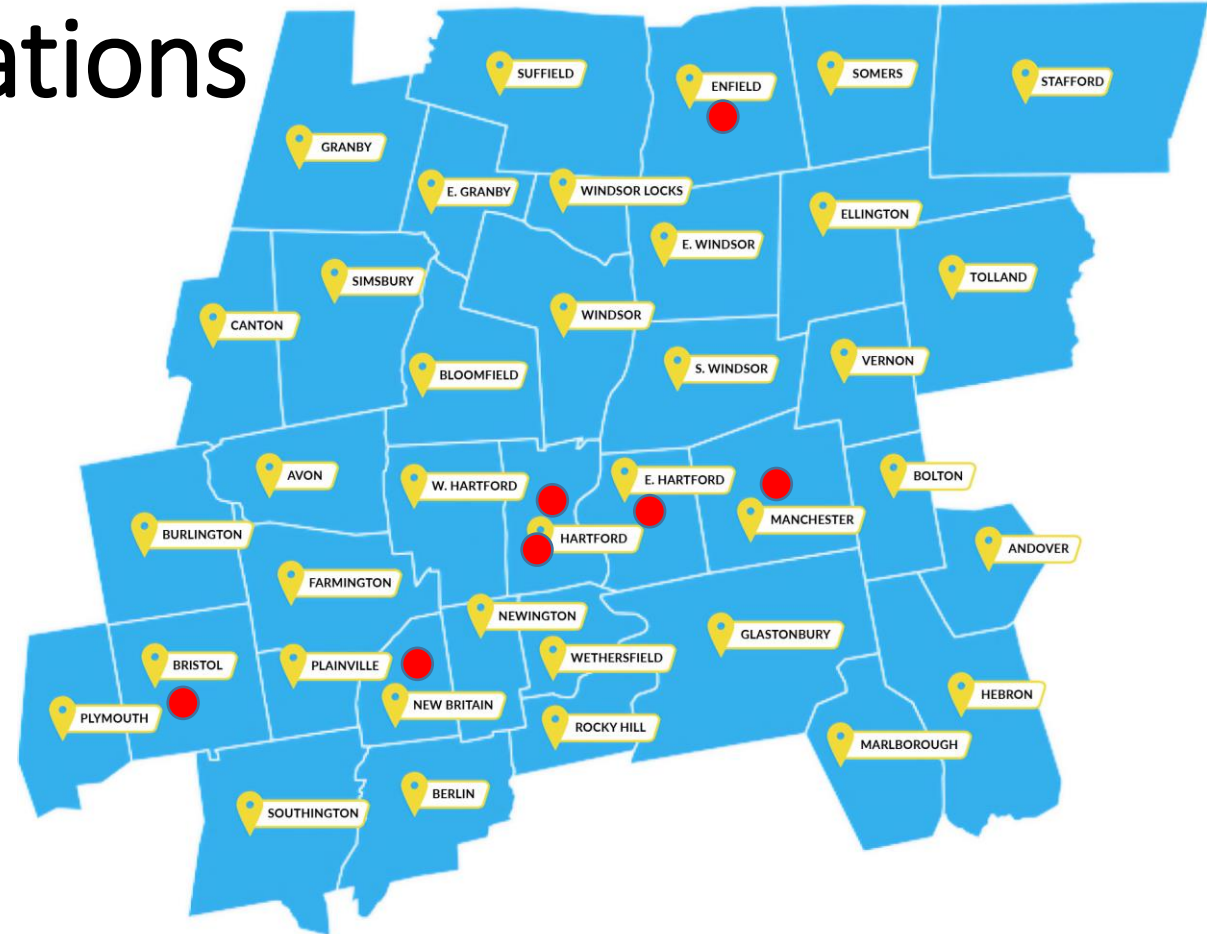 ations
SUFFIELD
ENFIELD
SOMERS
STAFFORD
GRANBY
E. GRANBY
WINDSOR LOCKS
ELLINGTON
E. WINDSOR
SIMSBURY
TOLLAND
CANTON
WINDSOR
BLOOMFIELD
S. WINDSOR
VERNON
AVON
W. HARTFORD
E. HARTFORD
BOLTON
BURLINGTON
HARTFORD
MANCHESTER
ANDOVER
FARMINGTON
NEWINGTON
GLASTONBURY
BRISTOL
PLAINVILLE
WETHERSFIELD
PLYMOUTH
NEW BRITAIN
HEBRON
ROCKY HILL
MARLBOROUGH
SOUTHINGTON
BERLIN